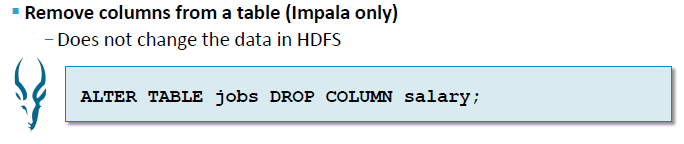 ▪ Remove columns from a table (Impala only)
– Does not change the data in HDFS
ALTER TABLE jobs DROP COLUMN salary;